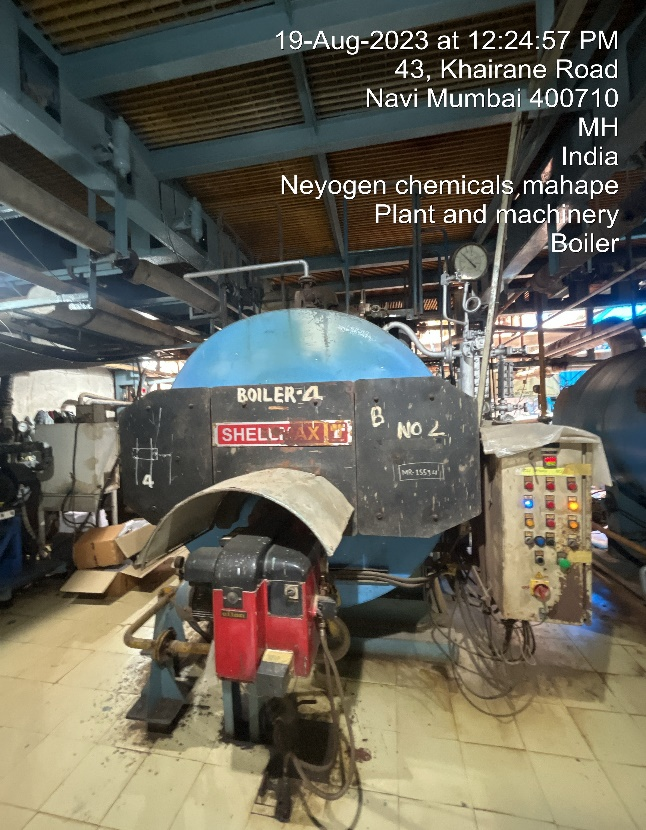 19-Aug-2023 at 12:24:57 PM
43, Khairane Road
Navi Mumbai 400710
MH
India
Neyogen chemicals,mahape
Plant and machinery
Boiler
BOILER-4
SHELLMAX
B NO 4
4